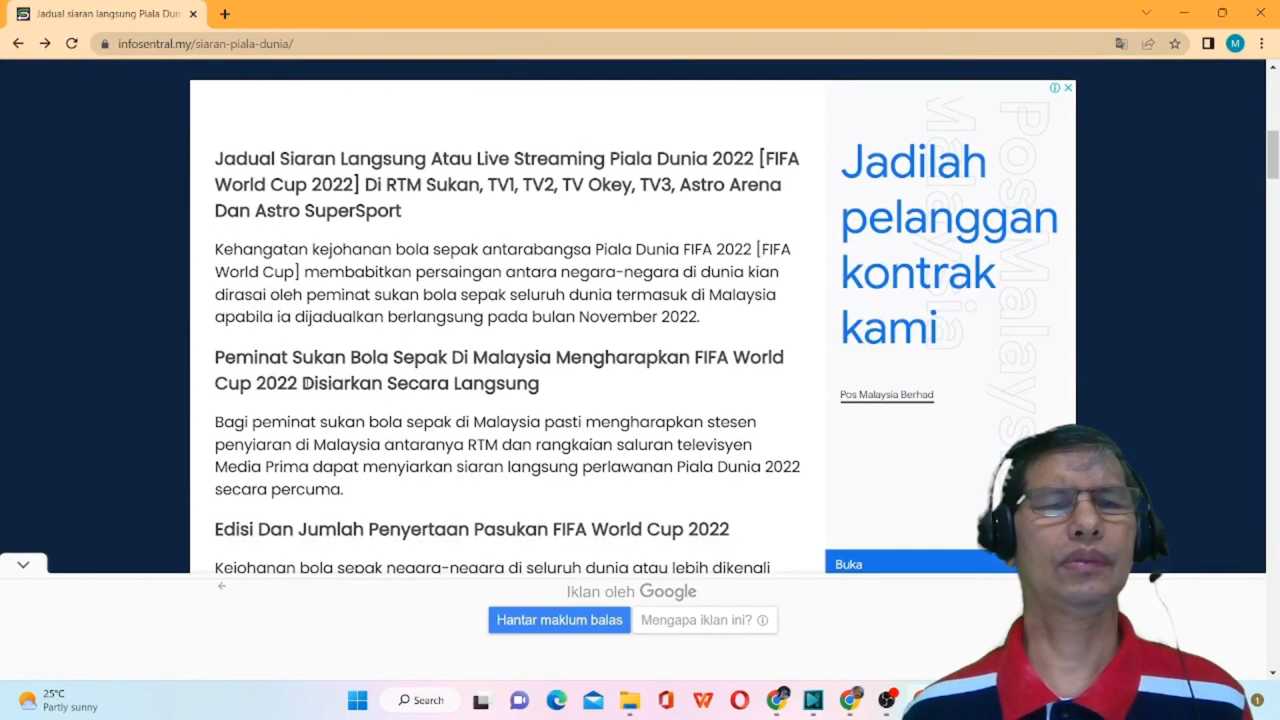 Jadual siaran langsung Piala Dun
infosentral.my/siaran-piala-dunia/
M
Jadual Siaran Langsung Atau Live Streaming Piala Dunia 2022 [FIFA
World Cup 2022] Di RTM Sukan, TV1, TV2, TV Okey, TV3, Astro Arena
Dan Astro SuperSport
Kehangatan kejohanan bola sepak antarabangsa Piala Dunia FIFA 2022 [FIFA
World Cup] membabitkan persaingan antara negara-negara di dunia kian
dirasai oleh peminat sukan bola sepak seluruh dunia termasuk di Malaysia
apabila ia dijadualkan berlangsung pada bulan November 2022.
Peminat Sukan Bola Sepak Di Malaysia Mengharapkan FIFA World
Cup 2022 Disiarkan Secara Langsung
Bagi peminat sukan bola sepak di Malaysia pasti mengharapkan stesen
penyiaran di Malaysia antaranya RTM dan rangkaian saluran televisyen
Media Prima dapat menyiarkan siaran langsung perlawanan Piala Dunia 2022
secara percuma.
Edisi Dan Jumlah Penyertaan Pasukan FIFA World Cup 2022
Kejohanan bola sepak negara-negara di seluruh dunia atau lebih dikenali
Jadilah
pelanggan
kontrak
kami
PosMalays
Malaysia
Pos Malaysia Berhad
Buka
Iklan oleh Google
Hantar maklum balas
Mengapa iklan ini?
25°C
Partly sunny
Search
1